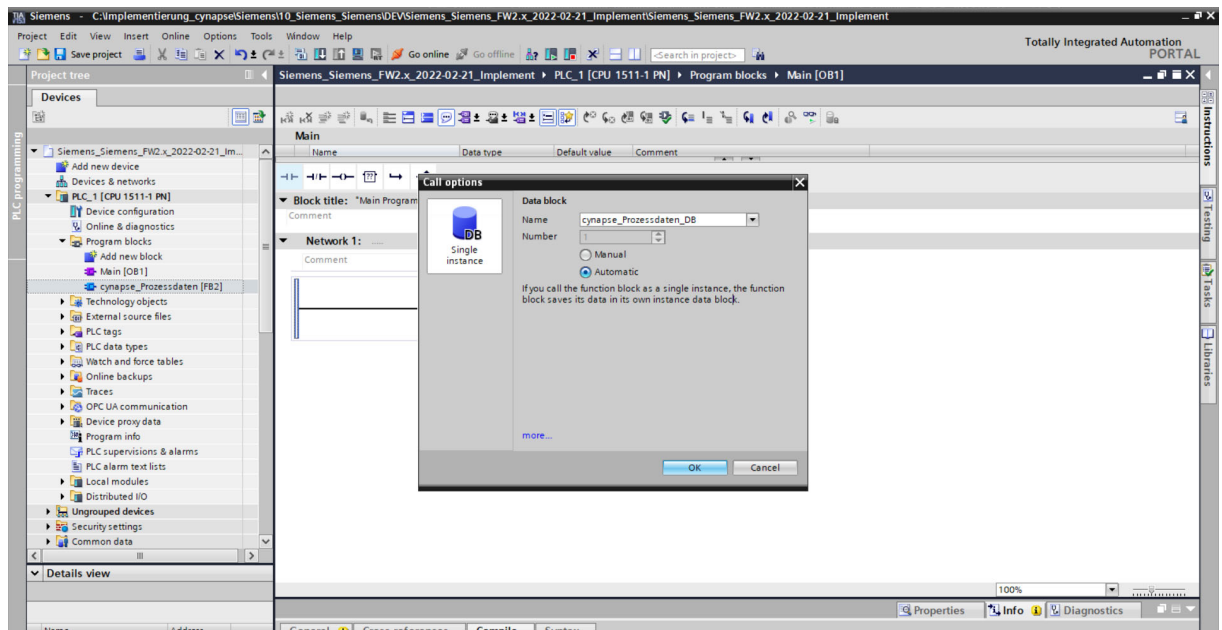 Siemens - C:\Implementierung_cynapse\Siemens\10_Siemens_Siemens\DEV\Siemens_Siemens_FW2.x_2022-02-21_Implement\Siemens_Siemens_FW2.x_2022-02-21_Implement
Project Edit View Insert Online Options Tools Window Help
Totally Integrated Automation
PORTAL
Save project Go online Go offline <Search in project>
Project tree
Siemens_Siemens_FW2.x_2022-02-21_Implement PLC_1 [CPU 1511-1 PN] Program blocks Main [OB1]
Devices
PLC programming
Siemens_Siemens_FW2.x_2022-02-21_Im...
Add new device
Devices & networks
PLC_1 [CPU 1511-1 PN]
Device configuration
Online & diagnostics
Program blocks
Add new block
Main [OB1]
cynapse_Prozessdaten [FB2]
Technology objects
External source files
PLC tags
PLC data types
Watch and force tables
Online backups
Traces
OPC UA communication
Device proxy data
Program info
PLC supervisions & alarms
PLC alarm text lists
Local modules
Distributed I/O
Ungrouped devices
Security settings
Common data
Details view
Name Address
Main
Name Data type Default value Comment
??
Block title: "Main Program
Comment
Network 1: .....
Comment
Call options
DB
Single
instance
Data block
Name cynapse_Prozessdaten_DB
Number 1
Manual
Automatic
If you call the function block as a single instance, the function
block saves its data in its own instance data block.
more...
OK Cancel
100%
Properties Info Diagnostics
General Cross-references Compile Syntax
Instructions
Testing
Tasks
Libraries